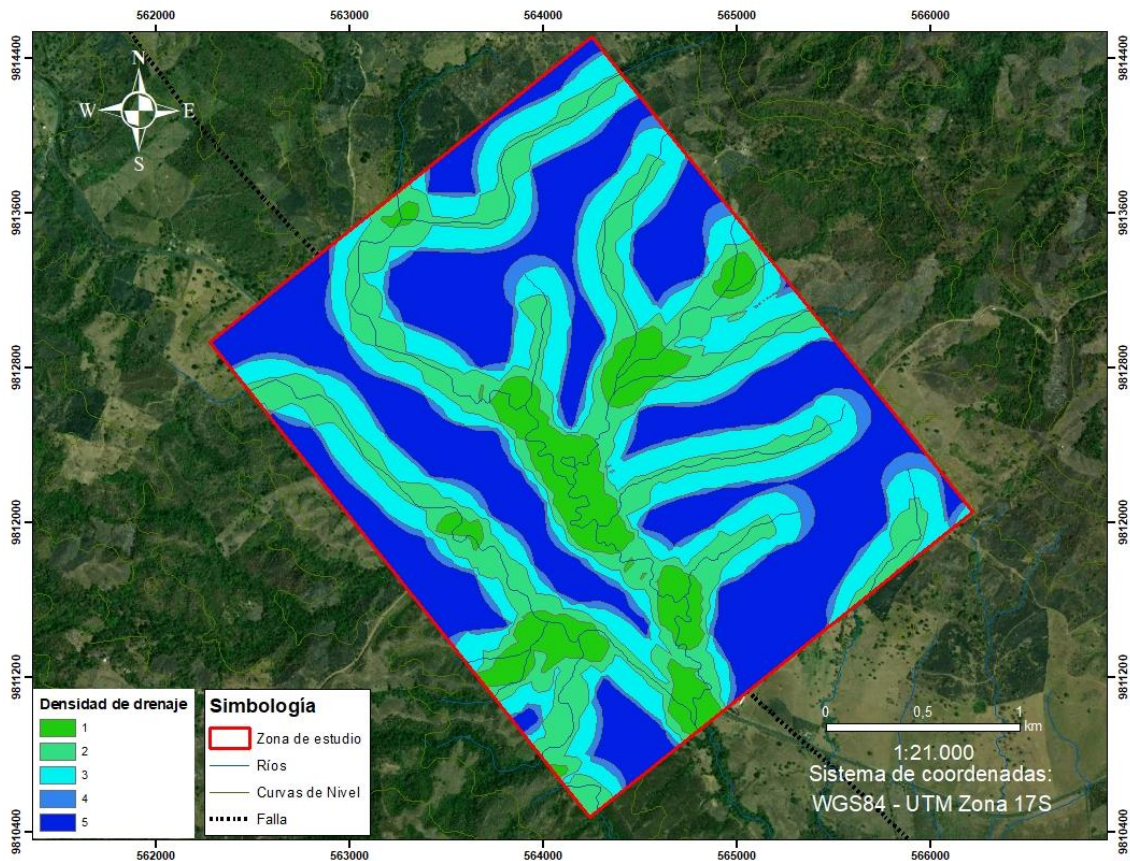 562000 563000 564000 565000 566000
9814400 9814400
N
W E
S
9813600 9813600
9812800 9812800
9812000 9812000
9811200 9811200
9810400 9810400
Densidad de drenaje
1
2
3
4
5
Simbología
Zona de estudio
Ríos
Curvas de Nivel
Falla
0 0,5 1
km
1:21.000
Sistema de coordenadas:
WGS84 - UTM Zona 17S
562000 563000 564000 565000 566000